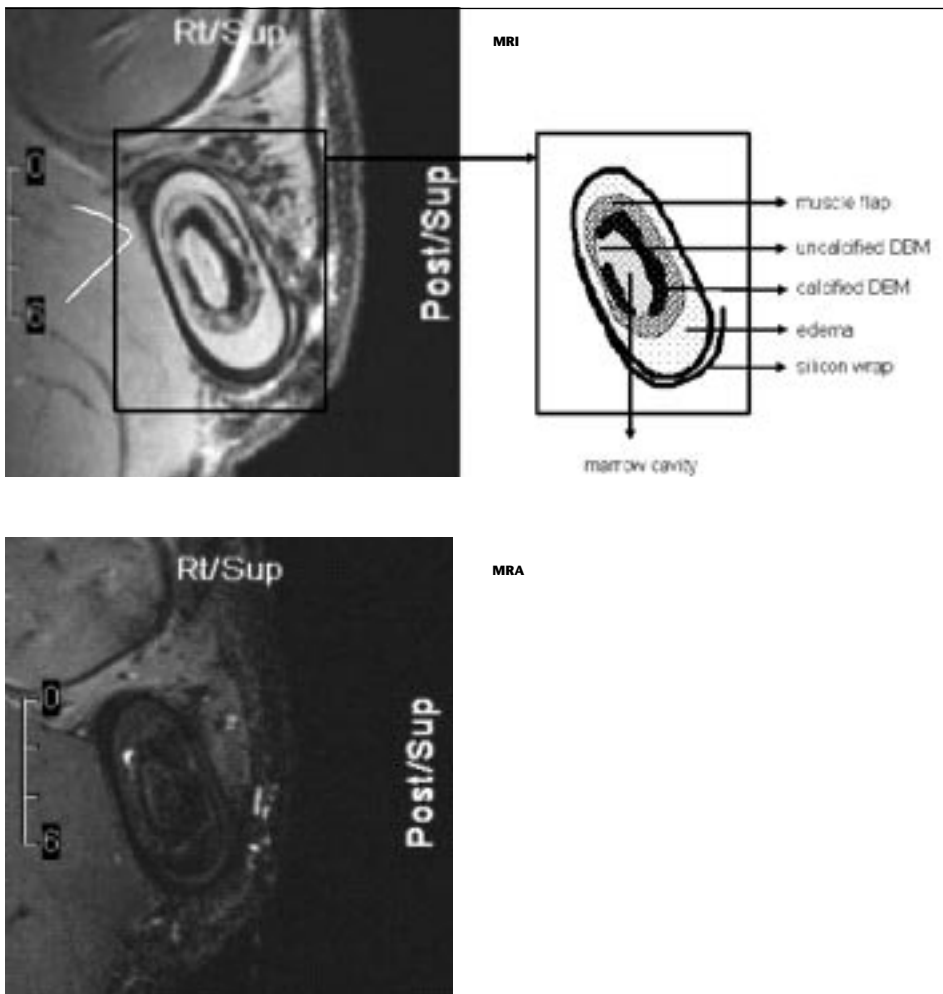 Rt/Sup
MRI
0
6
Post/Sup
muscle flap
uncalcified DBM
calcified DBM
edema
silicon wrap
marrow cavity
Rt/Sup
MRA
0
6
Post/Sup